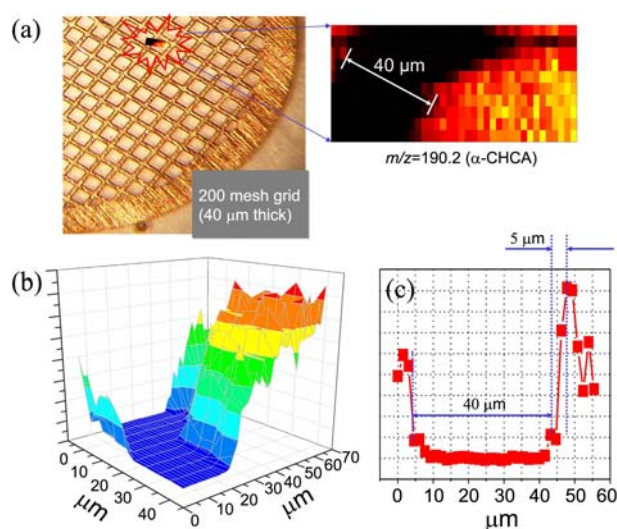 (a)
40 µm
m/z=190.2 (α-CHCA)
200 mesh grid
(40 µm thick)
(b)
0
10
20
30
40
µm
0
10
20
30
40
50
60
70
µm
5 µm
(c)
40 µm
0 10 20 30 40 50 60
µm